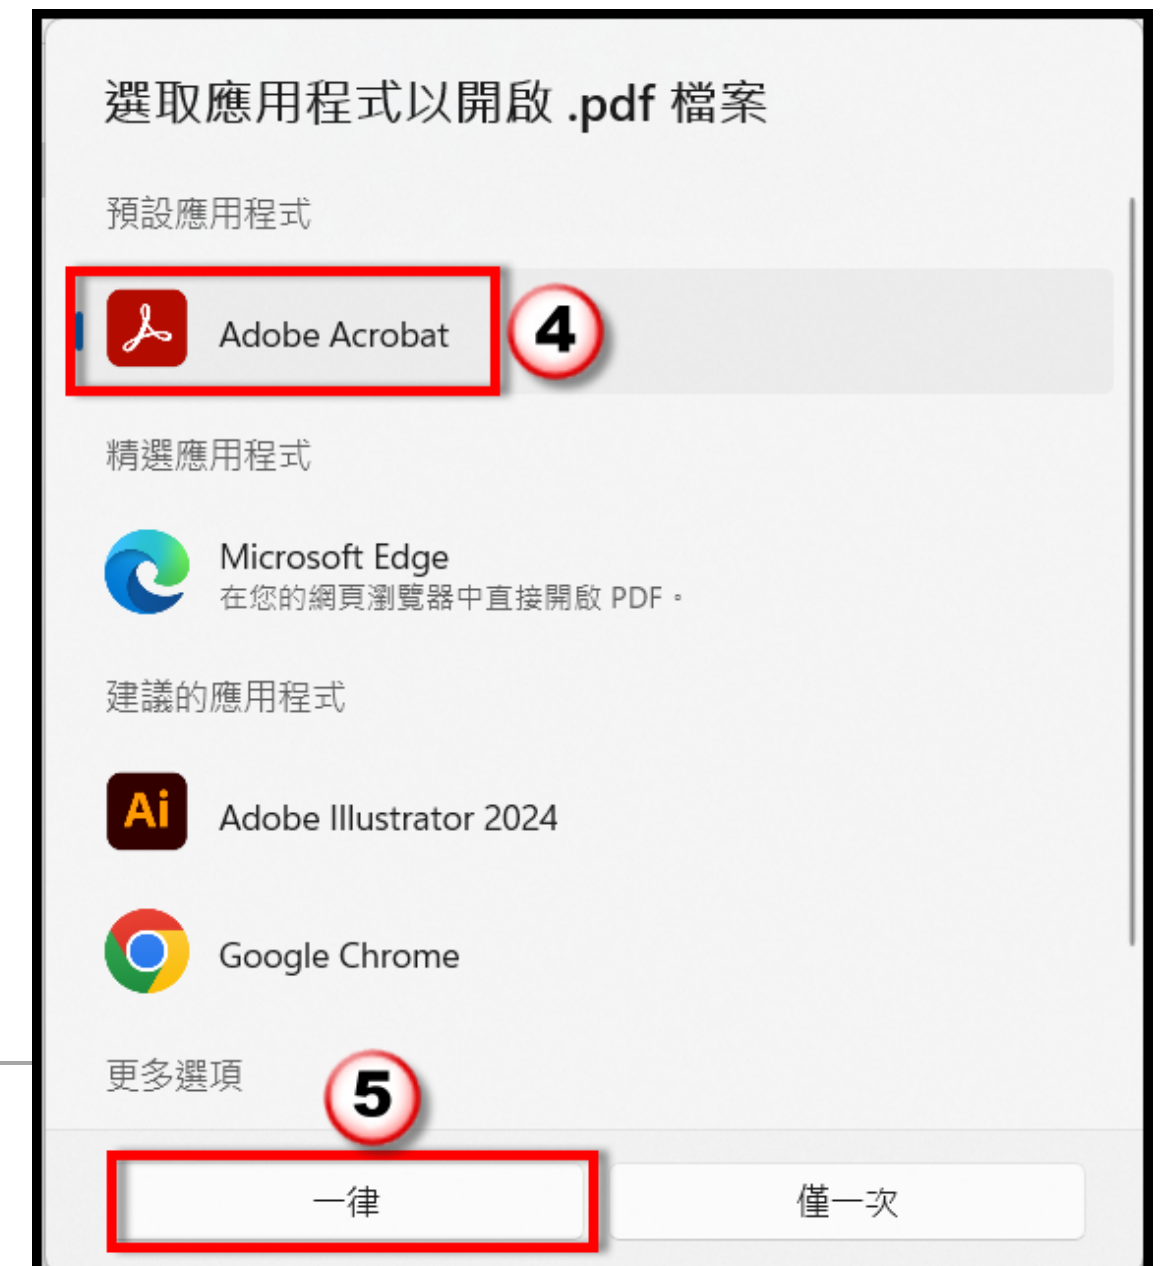 選取應用程式以開啟 .pdf 檔案
預設應用程式
Adobe Acrobat
4
精選應用程式
Microsoft Edge
在您的網頁瀏覽器中直接開啟 PDF。
建議的應用程式
Ai
Adobe Illustrator 2024
Google Chrome
更多選項
5
一律
僅一次